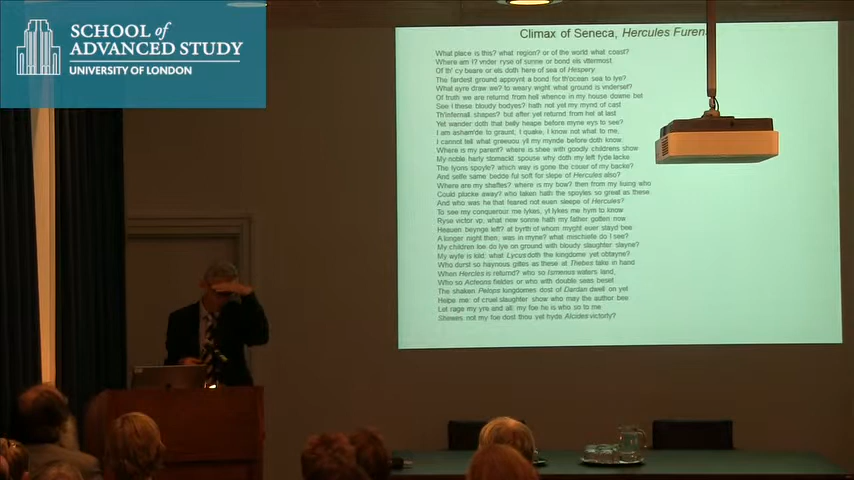 SCHOOL of
ADVANCED STUDY
UNIVERSITY OF LONDON
Climax of Seneca, Hercules Furens
What place is this? what region? or of the world what coast?
Where am I? vnder ryse of sunne or bond els vttermost
Of th' cy beare or els doth here of sea of Hespery
The fardest ground appoynt a bond for th'ocean sea to lye?
What ayre draw we? to weary wight what ground is vnderset?
Of truth we are returnd from hell whence in my house downe bet
See I these bloudy bodyes? hath not yet my mynd of cast
Th'infernall shapes? but after yet returnd from hel at last
Yet wander doth that helly heape before myne eys to see?
I am asham'de to graunt, I quake, I know not what to me,
I cannot tell what greeuou yll my mynde before doth know.
Where is my parent? where is shee with goodly childrens show
My noble harty stomackd spouse why doth my left syde lacke
The lyons spoyle? which way is gone the couer of my backe?
And selfe same bedde ful soft for slepe of Hercules also?
Where are my shaftes? where is my bow? then from my living who
Could plucke away? who taken hath the spoyles so great as these
And who was he that feared not euen sleepe of Hercules?
To see my conquerour me lykes, yt lykes me hym to know
Ryse victor vp, what new sonne hath my father gotten now
Heauen beynge left? at byrth of whom myght euer stayd bee
A longer night then, was in myne? what mischiefe do I see?
My children loe do lye on ground with bloudy slaughter slayne?
My wyfe is kild: what Lycus doth the kingdome yet obtayne?
Who durst so haynous giltes as these at Thebes take in hand
When Hercles is returnd? who so Ismenus waters land,
Who so Acteons fieldes or who with double seas beset
The shaken Pelops kingdomes dost of Dardan dwell on yet
Helpe me: of cruel slaughter show who may the author bee
Let rage my yre and all: my foe he is who so to me
Shewes not my foe dost thou yet hyde Alcides victorly?